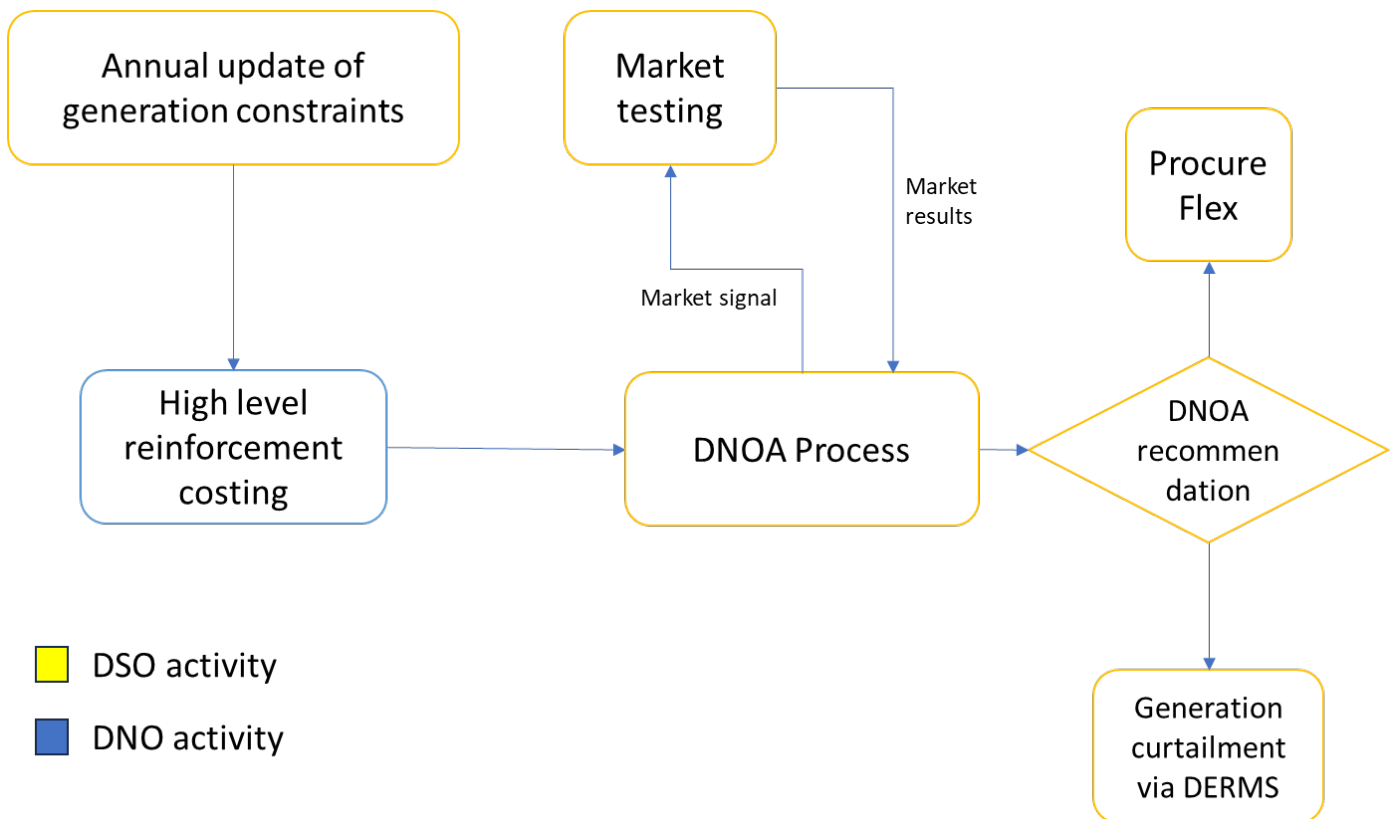 Annual update of
generation constraints
Market
testing
Procure
Flex
Market
results
Market signal
High level
reinforcement
costing
DNOA Process
DNOA
recommen
dation
DSO activity
DNO activity
Generation
curtailment
via DERMS